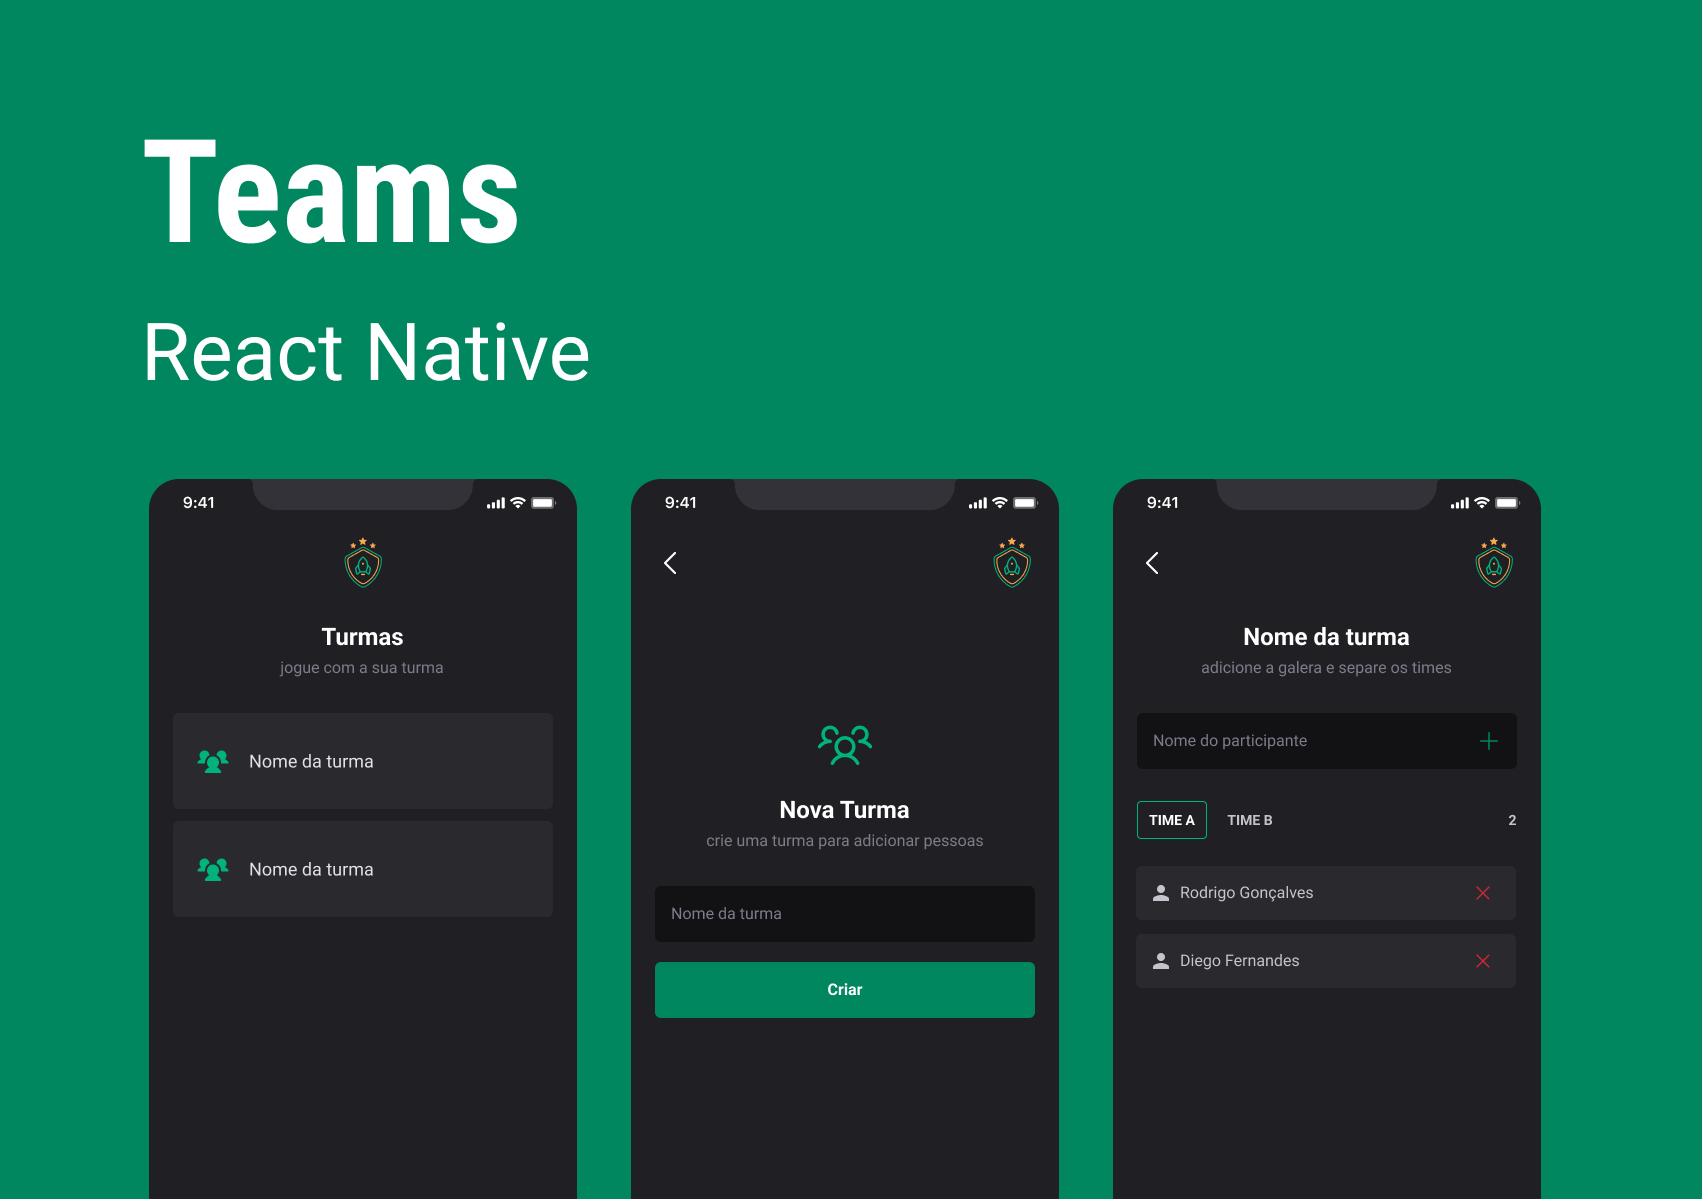 Teams
React Native
9:41
Turmas
jogue com a sua turma
Nome da turma
Nome da turma
9:41
Nova Turma
crie uma turma para adicionar pessoas
Nome da turma
Criar
9:41
Nome da turma
adicione a galera e separe os times
Nome do participante
TIME A TIME B 2
Rodrigo Gonçalves
Diego Fernandes